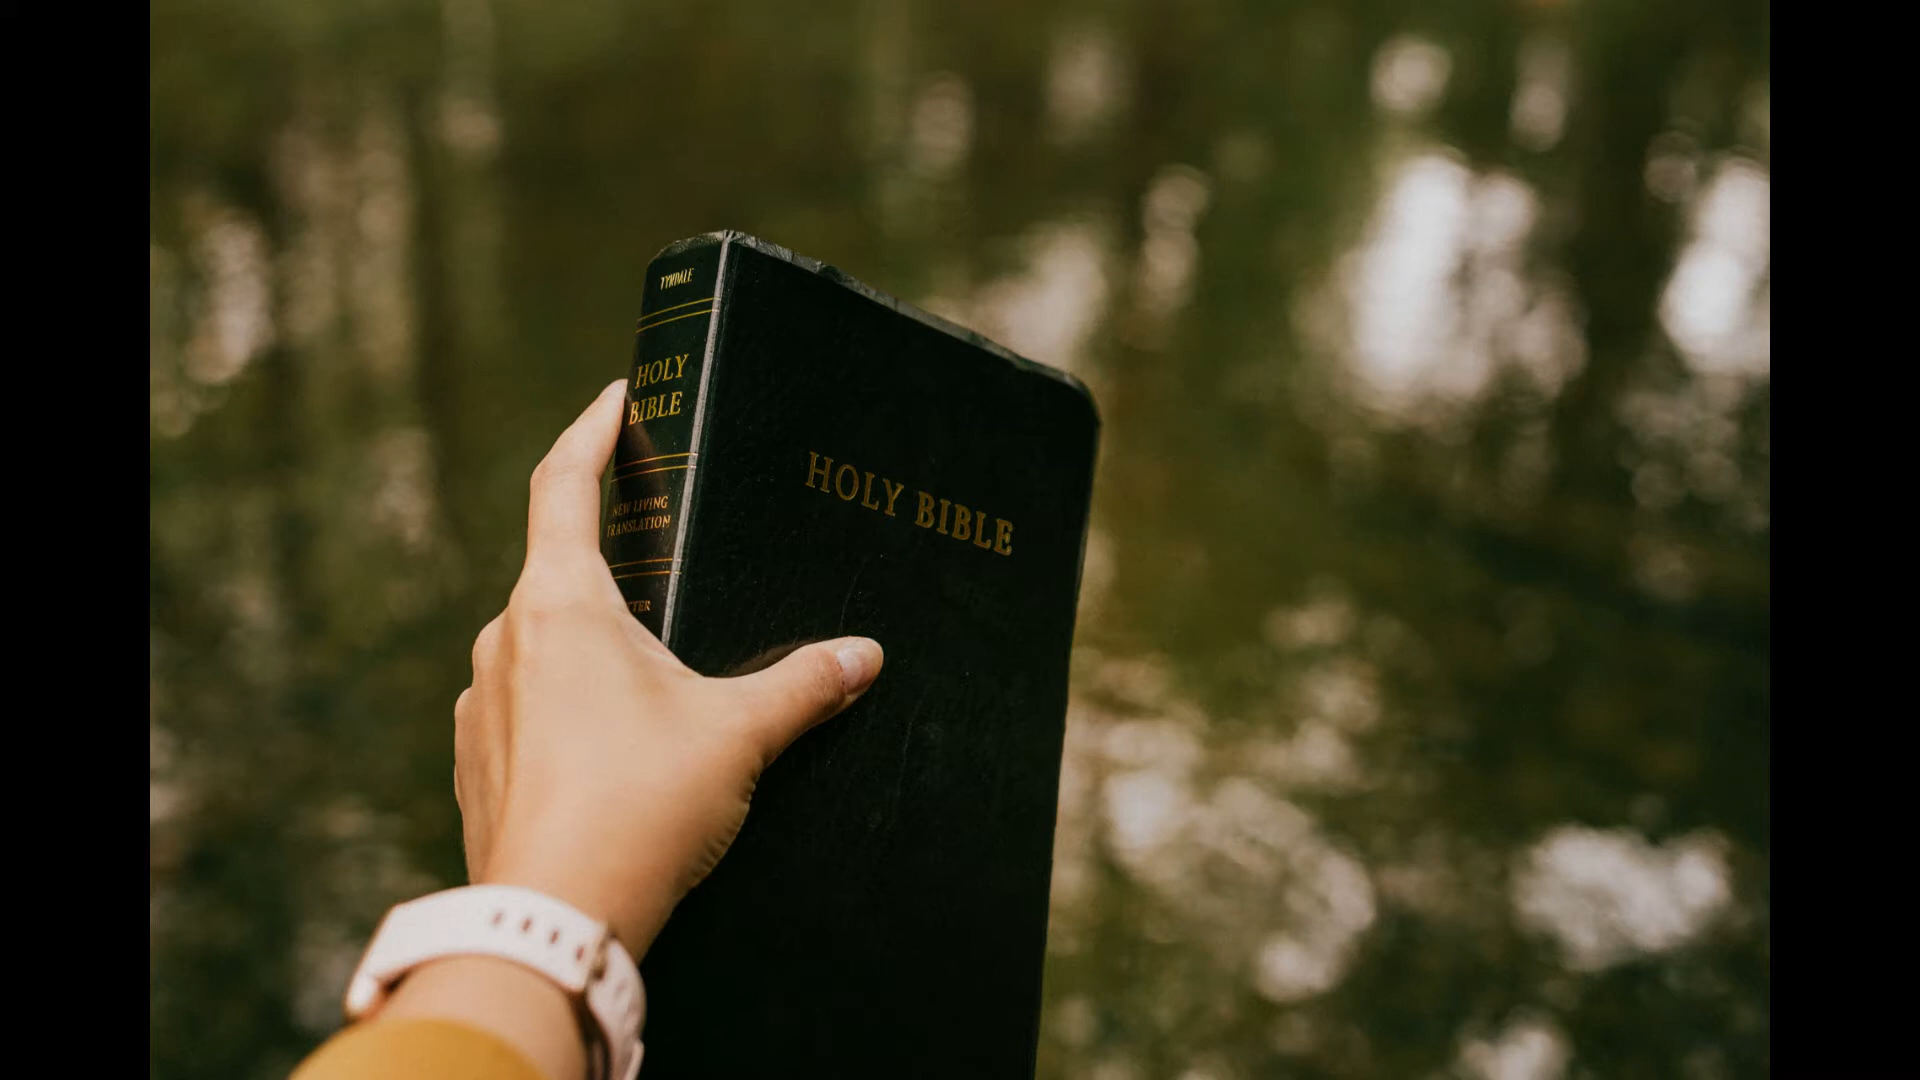 TYNDALE
HOLY
BIBLE
NEW LIVING
TRANSLATION
HOLY BIBLE